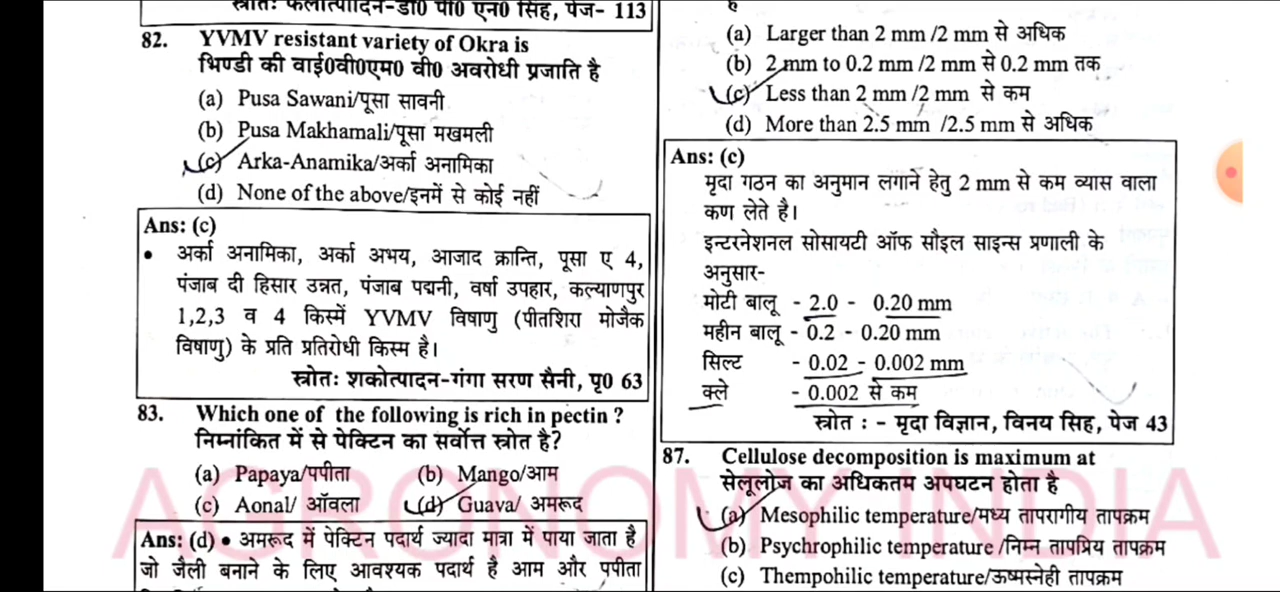 स्रोतः फलोत्पादन-डॉ0 पी0 एन0 सिंह, पेज- 113
82. YVMV resistant variety of Okra is
भिण्डी की वाई0वी0एम0 वी0 अवरोधी प्रजाति है
(a) Pusa Sawani/पूसा सावनी
(b) Pusa Makhamali/पूसा मखमली
(c) Arka-Anamika/अर्का अनामिका
(d) None of the above/इनमें से कोई नहीं
Ans: (c)
• अर्का अनामिका, अर्का अभय, आजाद क्रान्ति, पूसा ए 4,
पंजाब दी हिसार उन्नत, पंजाब पद्मनी, वर्षा उपहार, कल्याणपुर
1,2,3 व 4 किस्में YVMV विषाणु (पीतशिरा मोजैक
विषाणु) के प्रति प्रतिरोधी किस्म है।
स्त्रोतः शकोत्पादन-गंगा सरण सैनी, पृ0 63
83. Which one of the following is rich in pectin ?
निम्नांकित में से पेक्टिन का सर्वोत्त स्त्रोत है?
(a) Papaya/पपीता (b) Mango/आम
(c) Aonal/ ऑवला (d) Guava/ अमरूद
Ans: (d) • अमरूद में पेक्टिन पदार्थ ज्यादा मात्रा में पाया जाता है
जो जैली बनाने के लिए आवश्यक पदार्थ है आम और पपीता
है
(a) Larger than 2 mm /2 mm से अधिक
(b) 2 mm to 0.2 mm /2 mm से 0.2 mm तक
(c) Less than 2 mm /2 mm से कम
(d) More than 2.5 mm /2.5 mm से अधिक
Ans: (c)
मृदा गठन का अनुमान लगाने हेतु 2 mm से कम व्यास वाला
कण लेते है।
इन्टरनेशनल सोसायटी ऑफ सौइल साइन्स प्रणाली के
अनुसार-
मोटी बालू - 2.0 - 0.20 mm
महीन बालू - 0.2 - 0.20 mm
सिल्ट - 0.02 - 0.002 mm
क्ले - 0.002 से कम
स्त्रोत : - मृदा विज्ञान, विनय सिंह, पेज 43
87. Cellulose decomposition is maximum at
सेलूलोज का अधिकतम अपघटन होता है
(a) Mesophilic temperature/मध्य तापरागीय तापक्रम
(b) Psychrophilic temperature /निम्न तापप्रिय तापक्रम
(c) Thempohilic temperature/ऊष्मस्नेही तापक्रम
AGRONOMY INDIA